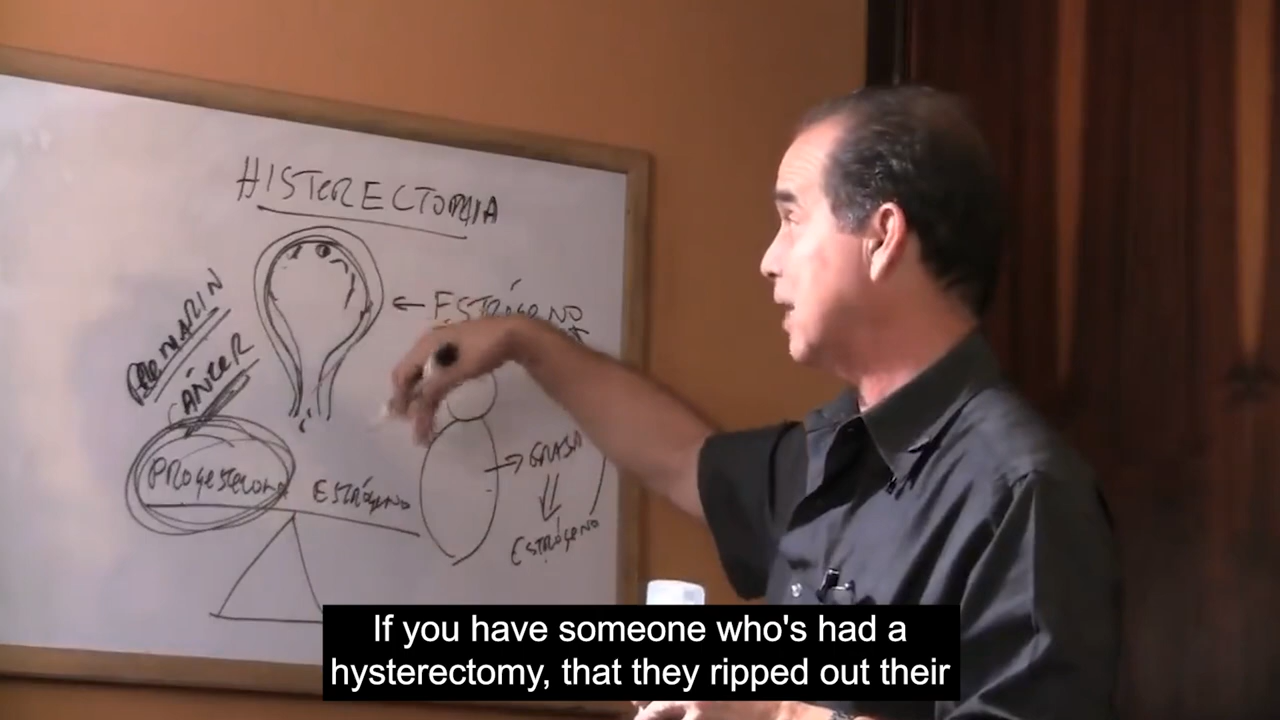 HISTERECTOMIA
← ESTRÓGENO
PREMARIN
CÁNCER
PROgesterona
ESTRÓgENO
→ GRASA
ESTRÓgeno
If you have someone who's had a
hysterectomy, that they ripped out their